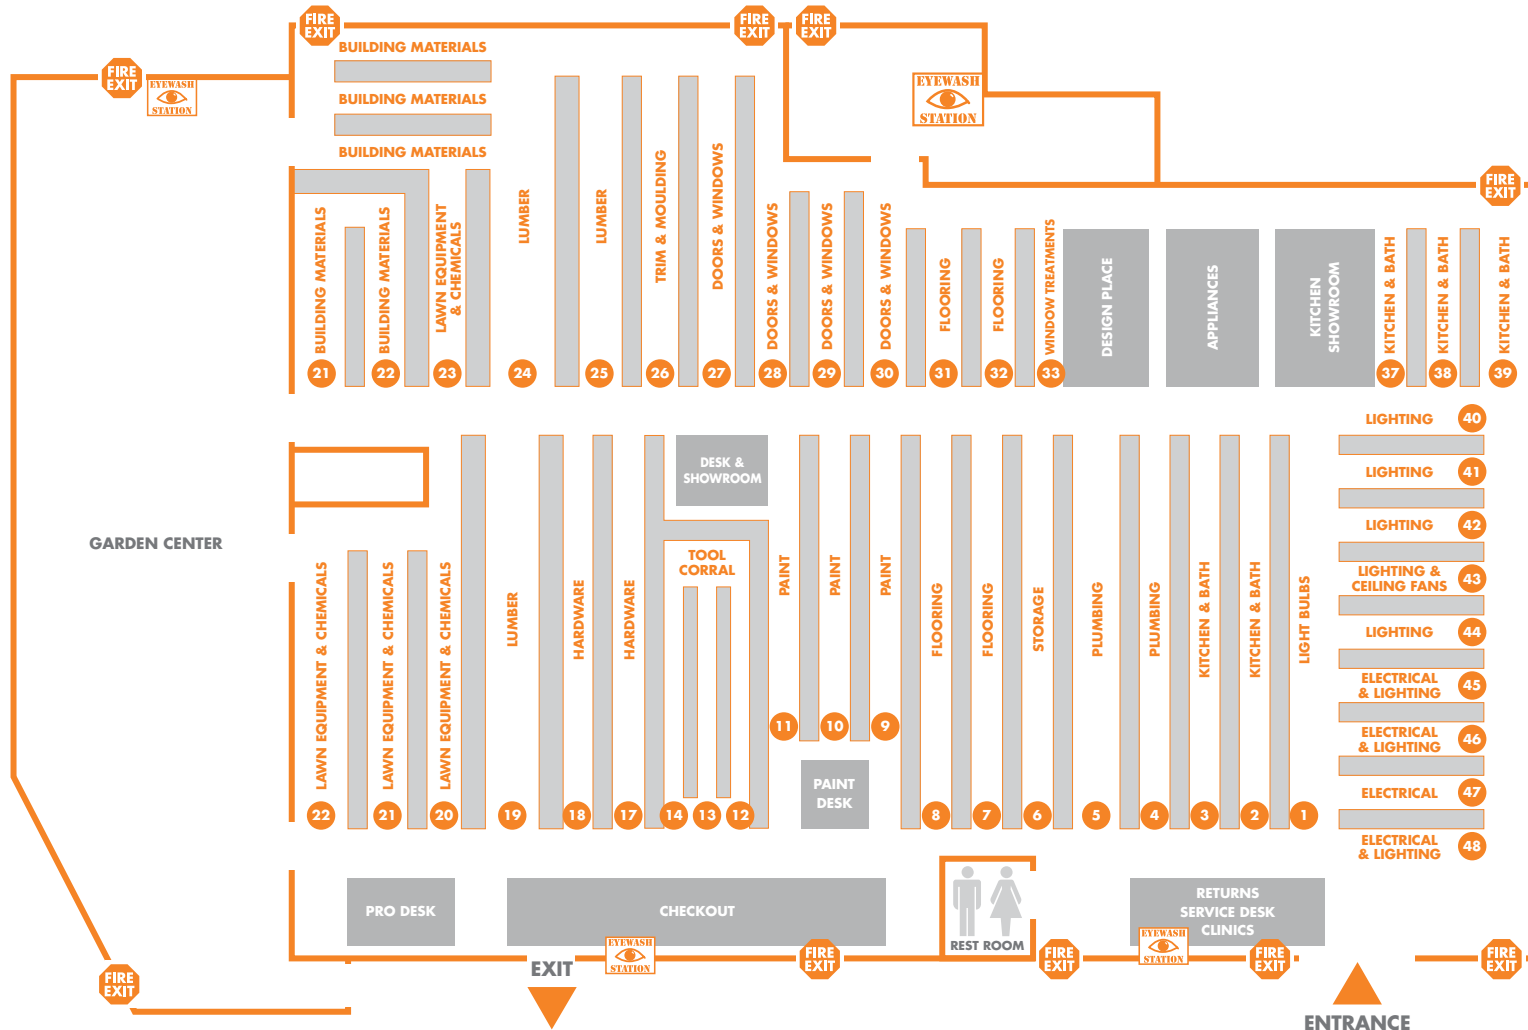 FIRE
EXIT
FIRE
EXIT
FIRE
EXIT
BUILDING MATERIALS
FIRE
EXIT
EYEWASH
STATION
EYEWASH
STATION
BUILDING MATERIALS
BUILDING MATERIALS
FIRE
EXIT
BUILDING MATERIALS
BUILDING MATERIALS
LAWN EQUIPMENT
& CHEMICALS
LUMBER
LUMBER
TRIM & MOULDING
DOORS & WINDOWS
DOORS & WINDOWS
DOORS & WINDOWS
DOORS & WINDOWS
FLOORING
FLOORING
WINDOW TREATMENTS
DESIGN PLACE
APPLIANCES
KITCHEN
SHOWROOM
KITCHEN & BATH
KITCHEN & BATH
KITCHEN & BATH
21
22
23
24
25
26
27
28
29
30
31
32
33
37
38
39
LIGHTING 40
LIGHTING 41
LIGHTING 42
LIGHTING &
CEILING FANS 43
LIGHTING 44
ELECTRICAL
& LIGHTING 45
ELECTRICAL
& LIGHTING 46
ELECTRICAL 47
ELECTRICAL
& LIGHTING 48
DESK &
SHOWROOM
GARDEN CENTER
TOOL
CORRAL
LAWN EQUIPMENT & CHEMICALS
LAWN EQUIPMENT & CHEMICALS
LAWN EQUIPMENT & CHEMICALS
LUMBER
HARDWARE
HARDWARE
PAINT
PAINT
PAINT
FLOORING
FLOORING
STORAGE
PLUMBING
PLUMBING
KITCHEN & BATH
KITCHEN & BATH
LIGHT BULBS
11
10
9
PAINT
DESK
22
21
20
19
18
17
14
13
12
8
7
6
5
4
3
2
1
PRO DESK
CHECKOUT
REST ROOM
RETURNS
SERVICE DESK
CLINICS
EYEWASH
STATION
EYEWASH
STATION
FIRE
EXIT
FIRE
EXIT
FIRE
EXIT
FIRE
EXIT
FIRE
EXIT
EXIT
ENTRANCE